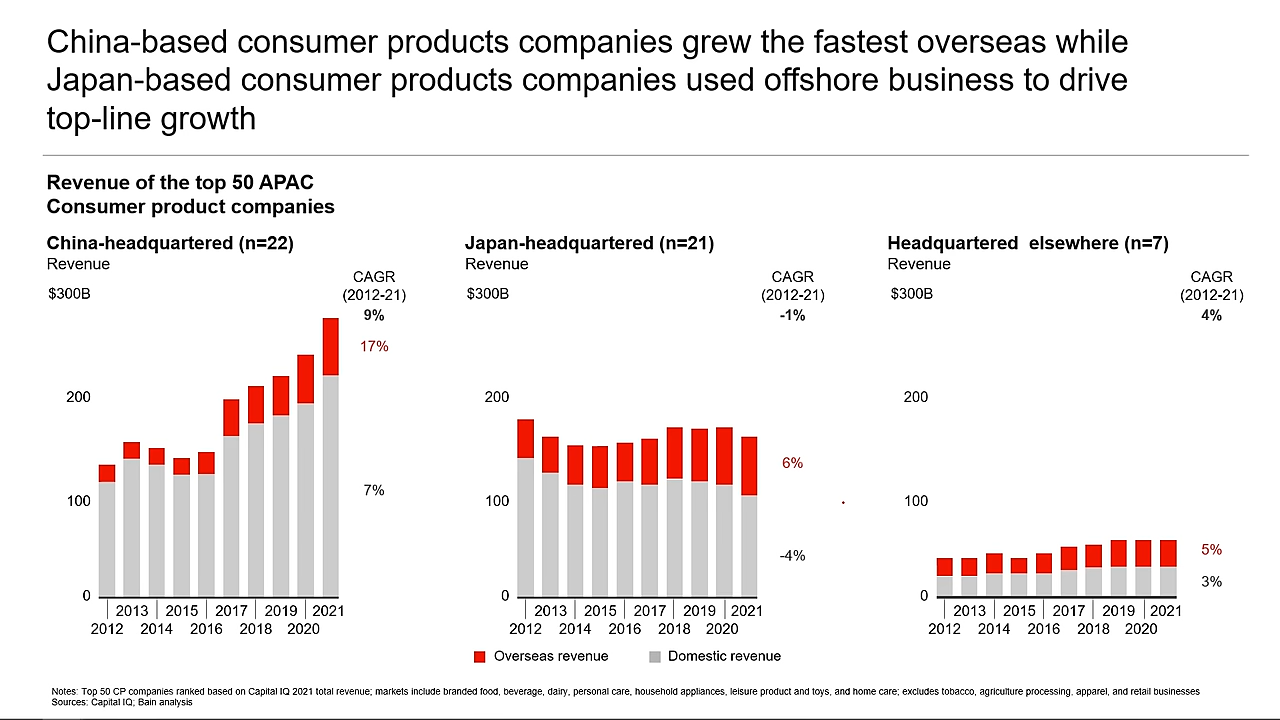 China-based consumer products companies grew the fastest overseas while
Japan-based consumer products companies used offshore business to drive
top-line growth
Revenue of the top 50 APAC
Consumer product companies
China-headquartered (n=22)
Revenue
CAGR
(2012-21)
$300B
9%
17%
200
7%
100
0
2013 2015 2017 2019 2021
2012 2014 2016 2018 2020
Japan-headquartered (n=21)
Revenue
CAGR
(2012-21)
$300B
-1%
200
6%
100
-4%
0
2013 2015 2017 2019 2021
2012 2014 2016 2018 2020
Headquartered elsewhere (n=7)
Revenue
CAGR
(2012-21)
$300B
4%
200
100
5%
3%
0
2013 2015 2017 2019 2021
2012 2014 2016 2018 2020
Overseas revenue Domestic revenue
Notes: Top 50 CP companies ranked based on Capital IQ 2021 total revenue; markets include branded food, beverage, dairy, personal care, household appliances, leisure product and toys, and home care; excludes tobacco, agriculture processing, apparel, and retail businesses
Sources: Capital IQ; Bain analysis